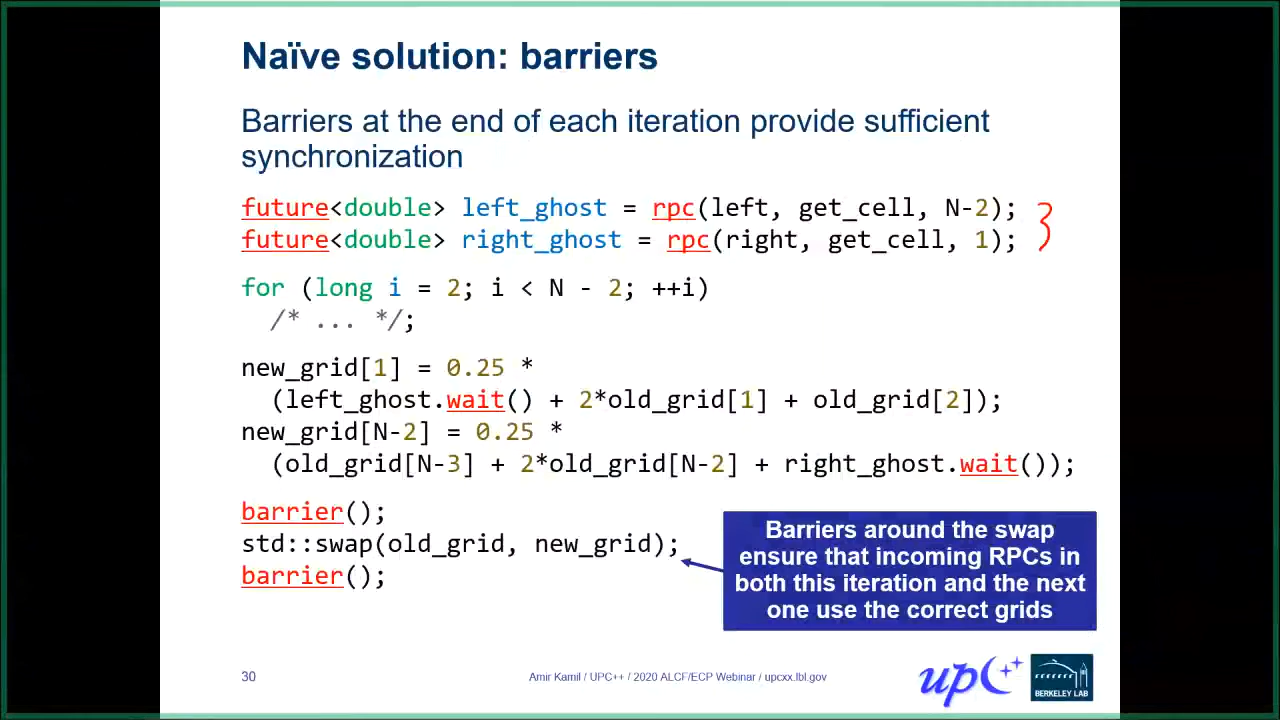 Naïve solution: barriers
Barriers at the end of each iteration provide sufficient
synchronization
future<double> left_ghost = rpc(left, get_cell, N-2);
future<double> right_ghost = rpc(right, get_cell, 1);
for (long i = 2; i < N - 2; ++i)
/* ... */;
new_grid[1] = 0.25 *
(left_ghost.wait() + 2*old_grid[1] + old_grid[2]);
new_grid[N-2] = 0.25 *
(old_grid[N-3] + 2*old_grid[N-2] + right_ghost.wait());
barrier();
std::swap(old_grid, new_grid);
barrier();
Barriers around the swap
ensure that incoming RPCs in
both this iteration and the next
one use the correct grids
30
Amir Kamil / UPC++ / 2020 ALCF/ECP Webinar / upcxx.lbl.gov
upC++
BERKELEY LAB